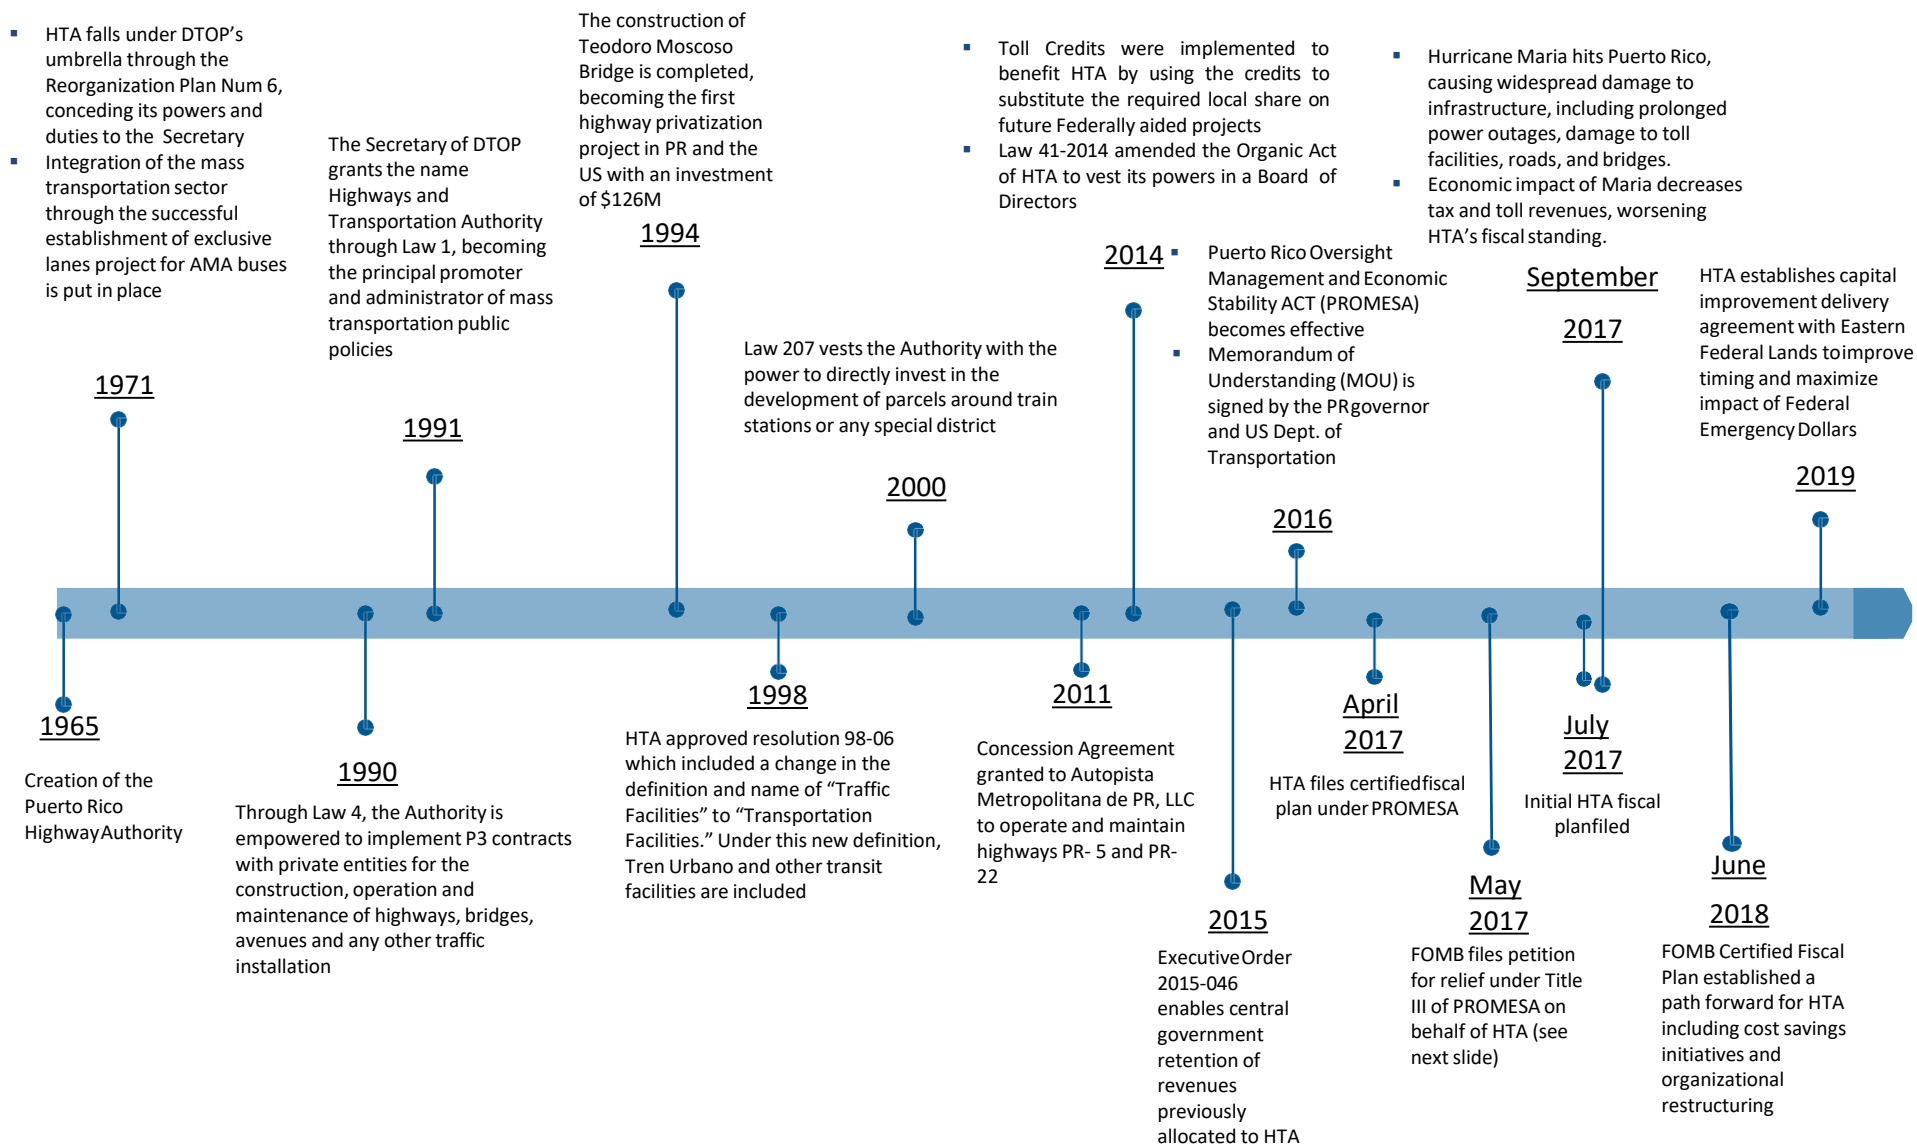 ▪ HTA falls under DTOP’s
umbrella through the
Reorganization Plan Num 6,
conceding its powers and
duties to the Secretary
▪ Integration of the mass
transportation sector
through the successful
establishment of exclusive
lanes project for AMA buses
is put in place
1971
The Secretary of DTOP
grants the name
Highways and
Transportation Authority
through Law 1, becoming
the principal promoter
and administrator of mass
transportation public
policies
1991
The construction of
Teodoro Moscoso
Bridge is completed,
becoming the first
highway privatization
project in PR and the
US with an investment
of $126M
1994
Law 207 vests the Authority with the
power to directly invest in the
development of parcels around train
stations or any special district
2000
▪ Toll Credits were implemented to
benefit HTA by using the credits to
substitute the required local share on
future Federally aided projects
▪ Law 41-2014 amended the Organic Act
of HTA to vest its powers in a Board of
Directors
2014
▪ Puerto Rico Oversight
Management and Economic
Stability ACT (PROMESA)
becomes effective
▪ Memorandum of
Understanding (MOU) is
signed by the PR governor
and US Dept. of
Transportation
2016
▪ Hurricane Maria hits Puerto Rico,
causing widespread damage to
infrastructure, including prolonged
power outages, damage to toll
facilities, roads, and bridges.
▪ Economic impact of Maria decreases
tax and toll revenues, worsening
HTA’s fiscal standing.
September
2017
HTA establishes capital
improvement delivery
agreement with Eastern
Federal Lands to improve
timing and maximize
impact of Federal
Emergency Dollars
2019
1965
Creation of the
Puerto Rico
Highway Authority
1990
Through Law 4, the Authority is
empowered to implement P3 contracts
with private entities for the
construction, operation and
maintenance of highways, bridges,
avenues and any other traffic
installation
1998
HTA approved resolution 98-06
which included a change in the
definition and name of “Traffic
Facilities” to “Transportation
Facilities.” Under this new definition,
Tren Urbano and other transit
facilities are included
2011
Concession Agreement
granted to Autopista
Metropolitana de PR, LLC
to operate and maintain
highways PR- 5 and PR-
22
2015
Executive Order
2015-046
enables central
government
retention of
revenues
previously
allocated to HTA
April
2017
HTA files certified fiscal
plan under PROMESA
May
2017
FOMB files petition
for relief under Title
III of PROMESA on
behalf of HTA (see
next slide)
July
2017
Initial HTA fiscal
plan filed
June
2018
FOMB Certified Fiscal
Plan established a
path forward for HTA
including cost savings
initiatives and
organizational
restructuring